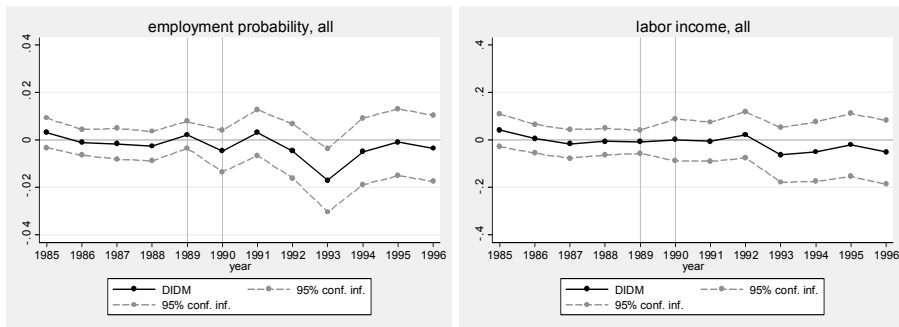 employment probability, all
.04
.02
0
-.02
-.04
1985 1986 1987 1988 1989 1990 1991 1992 1993 1994 1995 1996
year
DIDM 95% conf. inf.
95% conf. inf.
labor income, all
.4
.2
0
-.2
-.4
1985 1986 1987 1988 1989 1990 1991 1992 1993 1994 1995 1996
year
DIDM 95% conf. inf.
95% conf. inf.